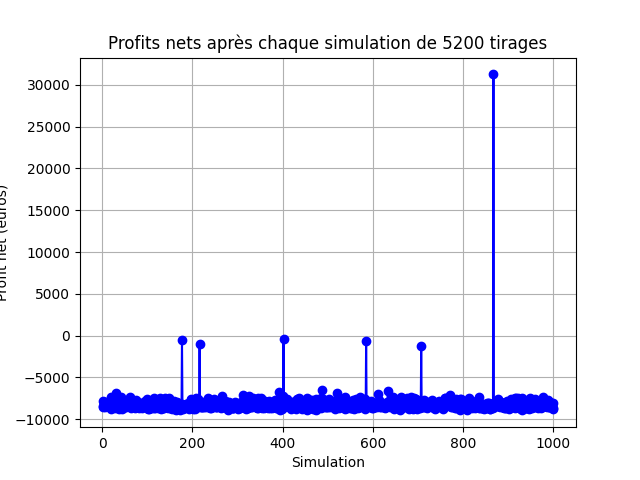 Profits nets après chaque simulation de 5200 tirages
Profit net (euros)
30000
25000
20000
15000
10000
5000
0
−5000
−10000
0 200 400 600 800 1000
Simulation